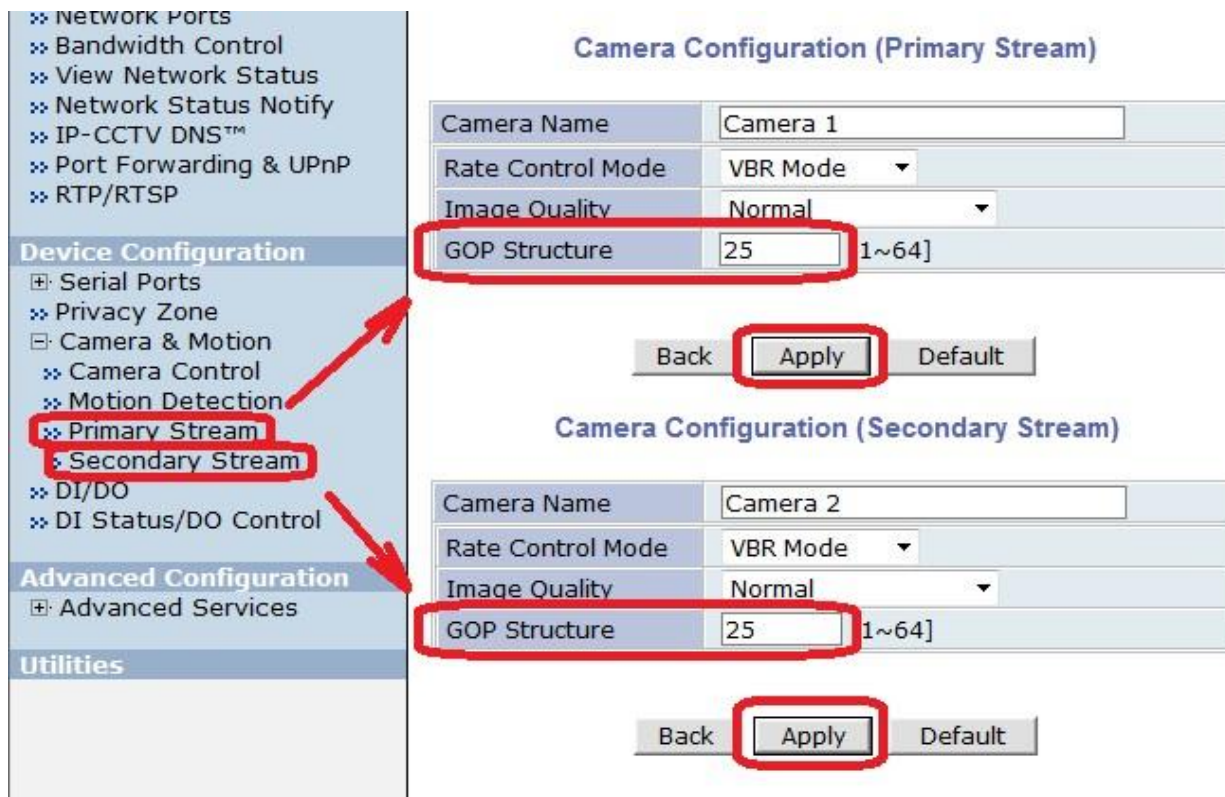 Network Ports
Bandwidth Control
View Network Status
Network Status Notify
IP-CCTV DNS™
Port Forwarding & UPnP
RTP/RTSP
Device Configuration
Serial Ports
Privacy Zone
Camera & Motion
Camera Control
Motion Detection
Primary Stream
Secondary Stream
DI/DO
DI Status/DO Control
Advanced Configuration
Advanced Services
Utilities
Camera Configuration (Primary Stream)
Camera Name Camera 1
Rate Control Mode VBR Mode
Image Quality Normal
GOP Structure 25 1~64]
Back Apply Default
Camera Configuration (Secondary Stream)
Camera Name Camera 2
Rate Control Mode VBR Mode
Image Quality Normal
GOP Structure 25 1~64]
Back Apply Default